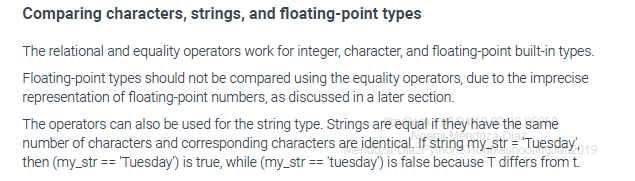 Comparing characters, strings, and floating-point types
The relational and equality operators work for integer, character, and floating-point built-in types.
Floating-point types should not be compared using the equality operators, due to the imprecise
representation of floating-point numbers, as discussed in a later section.
The operators can also be used for the string type. Strings are equal if they have the same
number of characters and corresponding characters are identical. If string my_str = 'Tuesday',
then (my_str == 'Tuesday') is true, while (my_str == 'tuesday') is false because T differs from t.